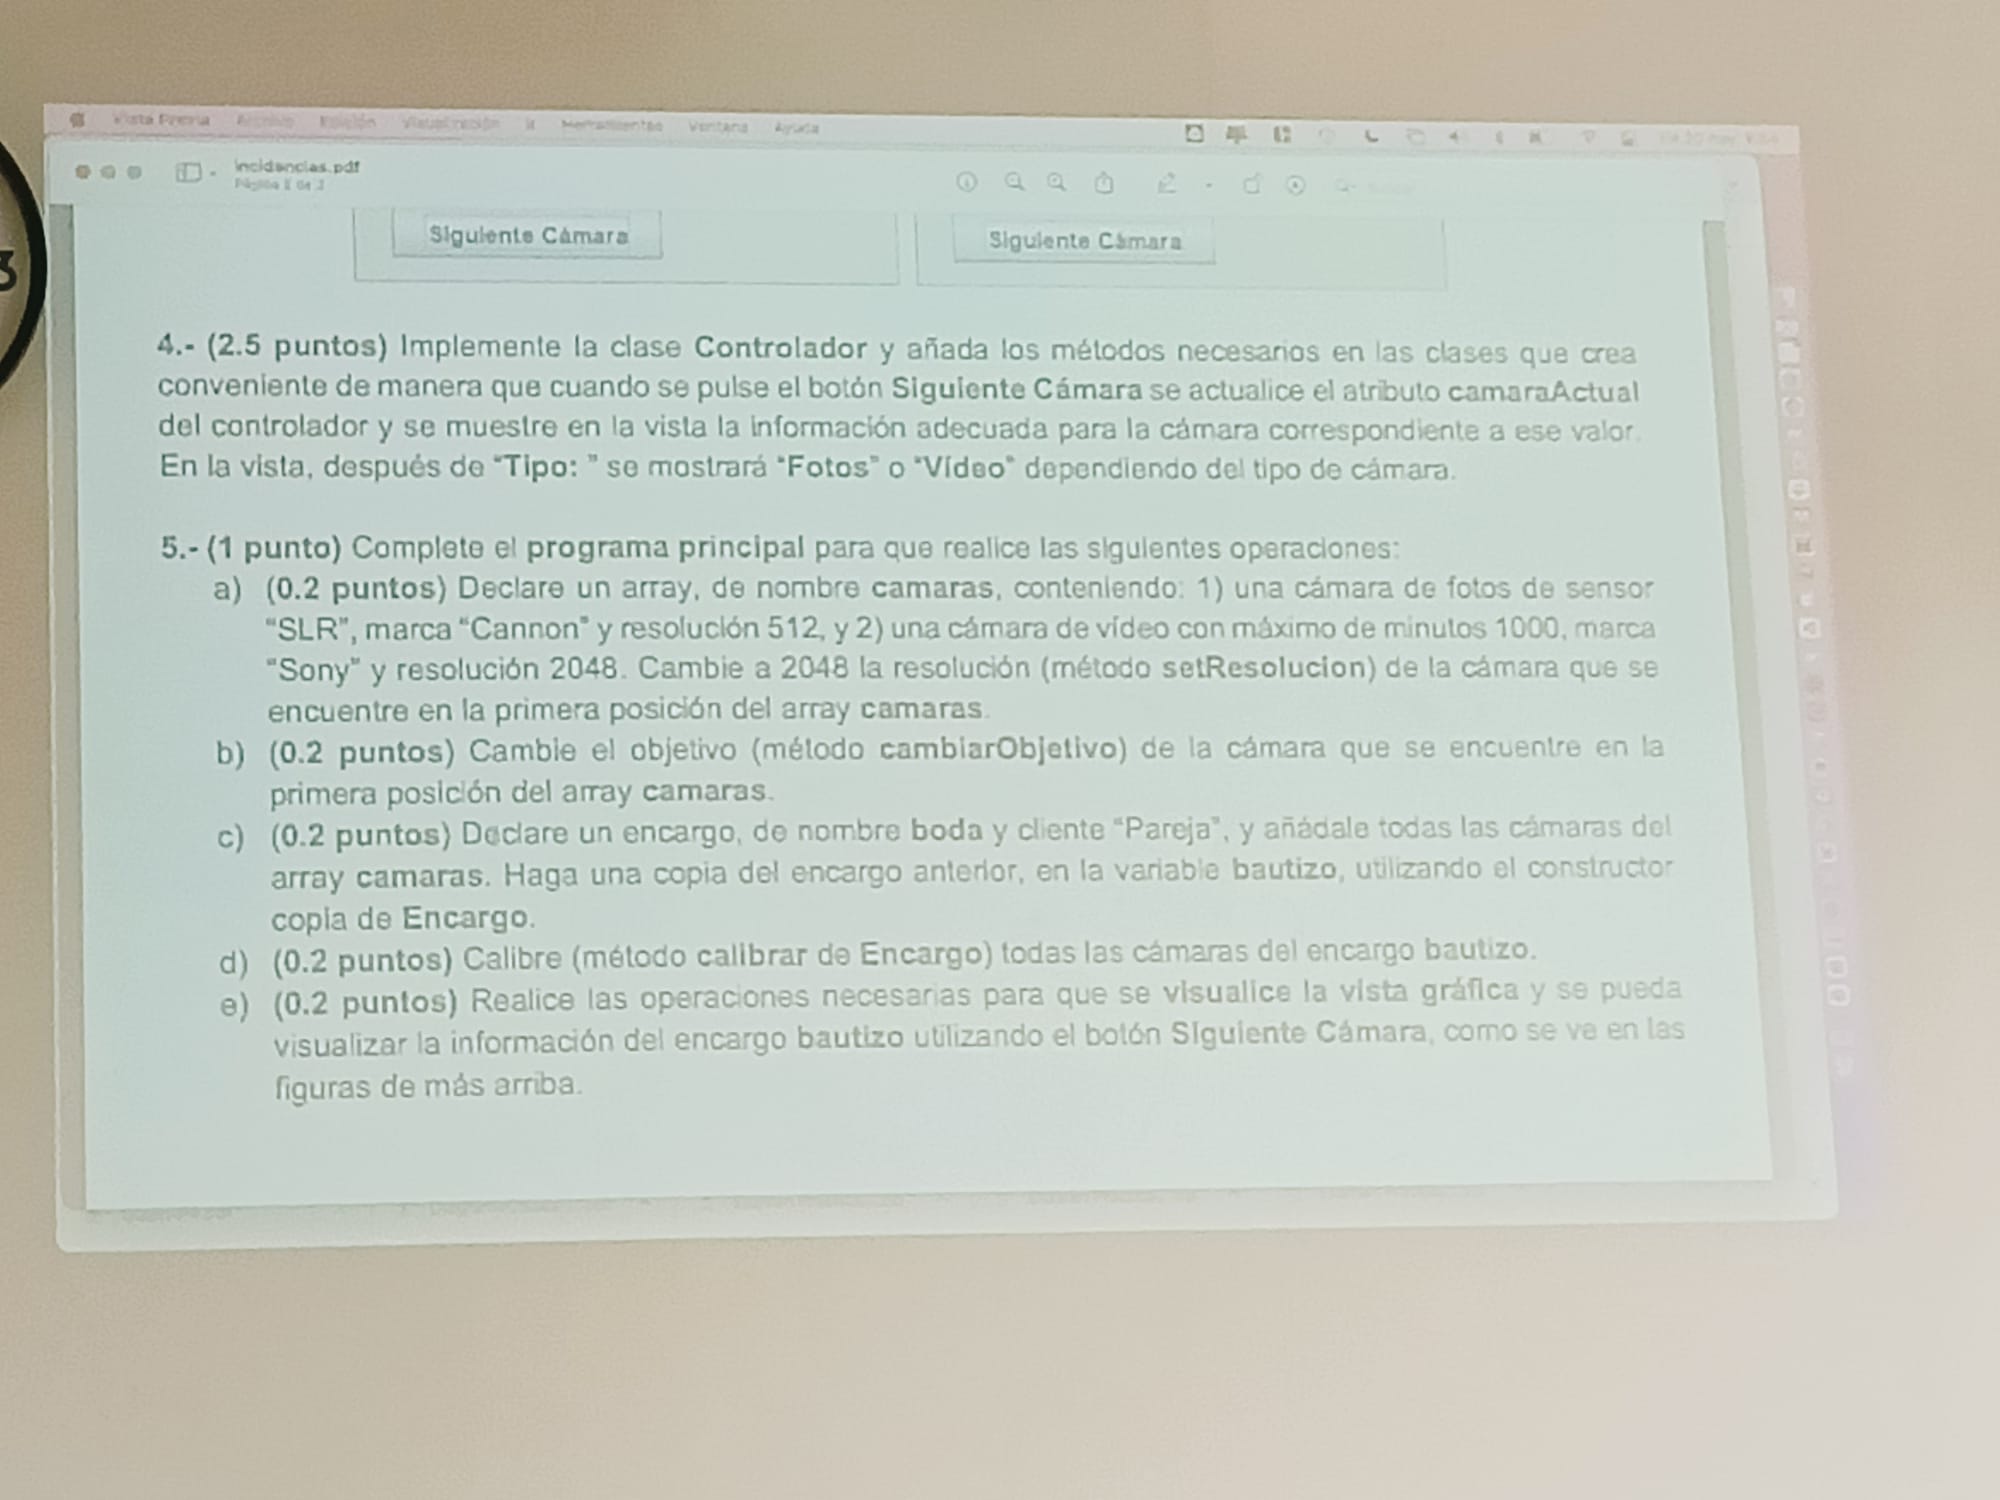 Vista Previa Archivo Edición Visualización Ir Herramientas Ventana Ayuda
incidencias.pdf
3
Siguiente Cámara
Siguiente Cámara
4.- (2.5 puntos) Implemente la clase Controlador y añada los métodos necesarios en las clases que crea
conveniente de manera que cuando se pulse el botón Siguiente Cámara se actualice el atributo camaraActual
del controlador y se muestre en la vista la información adecuada para la cámara correspondiente a ese valor.
En la vista, después de “Tipo: ” se mostrará “Fotos” o “Vídeo” dependiendo del tipo de cámara.
5.- (1 punto) Complete el programa principal para que realice las siguientes operaciones:
a) (0.2 puntos) Declare un array, de nombre camaras, conteniendo: 1) una cámara de fotos de sensor
“SLR”, marca “Cannon” y resolución 512, y 2) una cámara de vídeo con máximo de minutos 1000, marca
“Sony” y resolución 2048. Cambie a 2048 la resolución (método setResolucion) de la cámara que se
encuentre en la primera posición del array camaras.
b) (0.2 puntos) Cambie el objetivo (método cambiarObjetivo) de la cámara que se encuentre en la
primera posición del array camaras.
c) (0.2 puntos) Declare un encargo, de nombre boda y cliente “Pareja”, y añádale todas las cámaras del
array camaras. Haga una copia del encargo anterior, en la variable bautizo, utilizando el constructor
copia de Encargo.
d) (0.2 puntos) Calibre (método calibrar de Encargo) todas las cámaras del encargo bautizo.
e) (0.2 puntos) Realice las operaciones necesarias para que se visualice la vista gráfica y se pueda
visualizar la información del encargo bautizo utilizando el botón Siguiente Cámara, como se ve en las
figuras de más arriba.